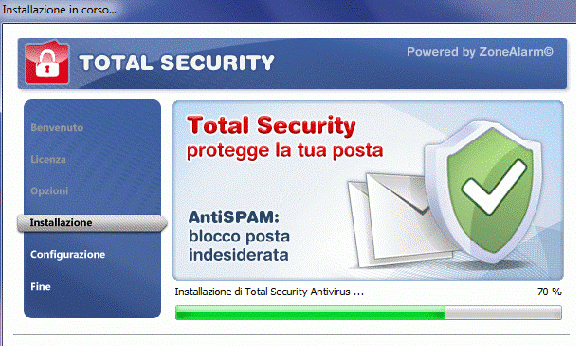 Installazione in corso...
TOTAL SECURITY
Powered by ZoneAlarm©
Benvenuto
Licenza
Opzioni
Installazione
Configurazione
Fine
Total Security
protegge la tua posta
AntiSPAM:
blocco posta
indesiderata
Installazione di Total Security Antivirus ... 70 %